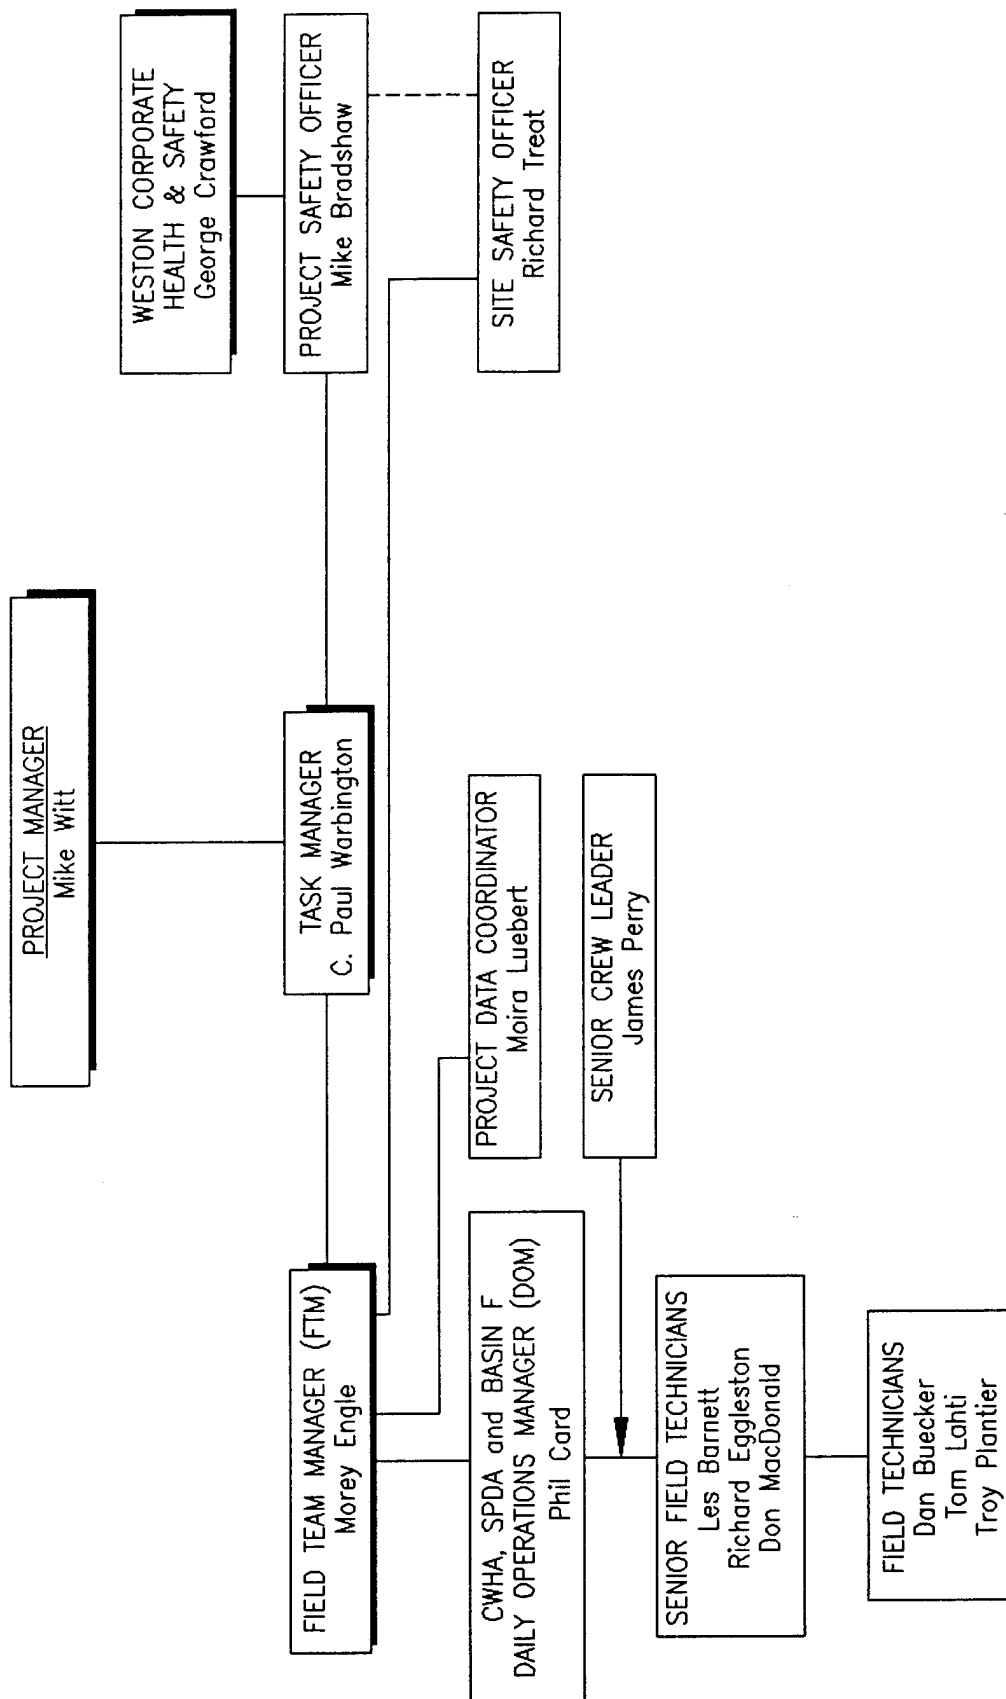 PROJECT MANAGER
Mike Witt
WESTON CORPORATE
HEALTH & SAFETY
George Crawford
FIELD TEAM MANAGER (FTM)
Morey Engle
TASK MANAGER
C. Paul Warbington
PROJECT SAFETY OFFICER
Mike Bradshaw
CWHA, SPDA and BASIN F
DAILY OPERATIONS MANAGER (DOM)
Phil Card
PROJECT DATA COORDINATOR
Moira Luebert
SITE SAFETY OFFICER
Richard Treat
SENIOR CREW LEADER
James Perry
SENIOR FIELD TECHNICIANS
Les Barnett
Richard Eggleston
Don MacDonald
FIELD TECHNICIANS
Dan Buecker
Tom Lahti
Troy Plantier